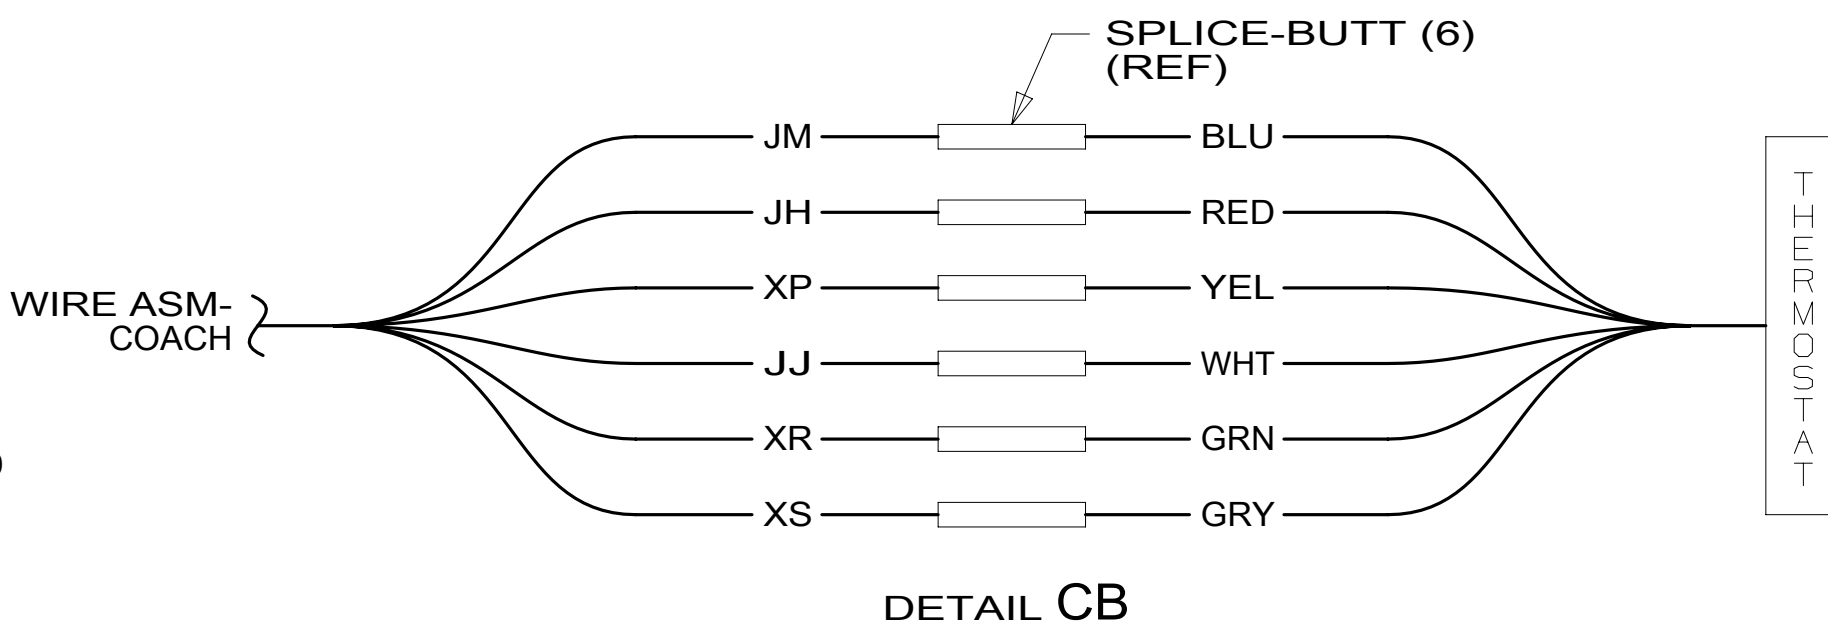 SPLICE-BUTT (6)
(REF)
JM BLU
JH RED
XP YEL
WIRE ASM-
COACH
JJ WHT
XR GRN
XS GRY
THERMOSTAT
DETAIL CB